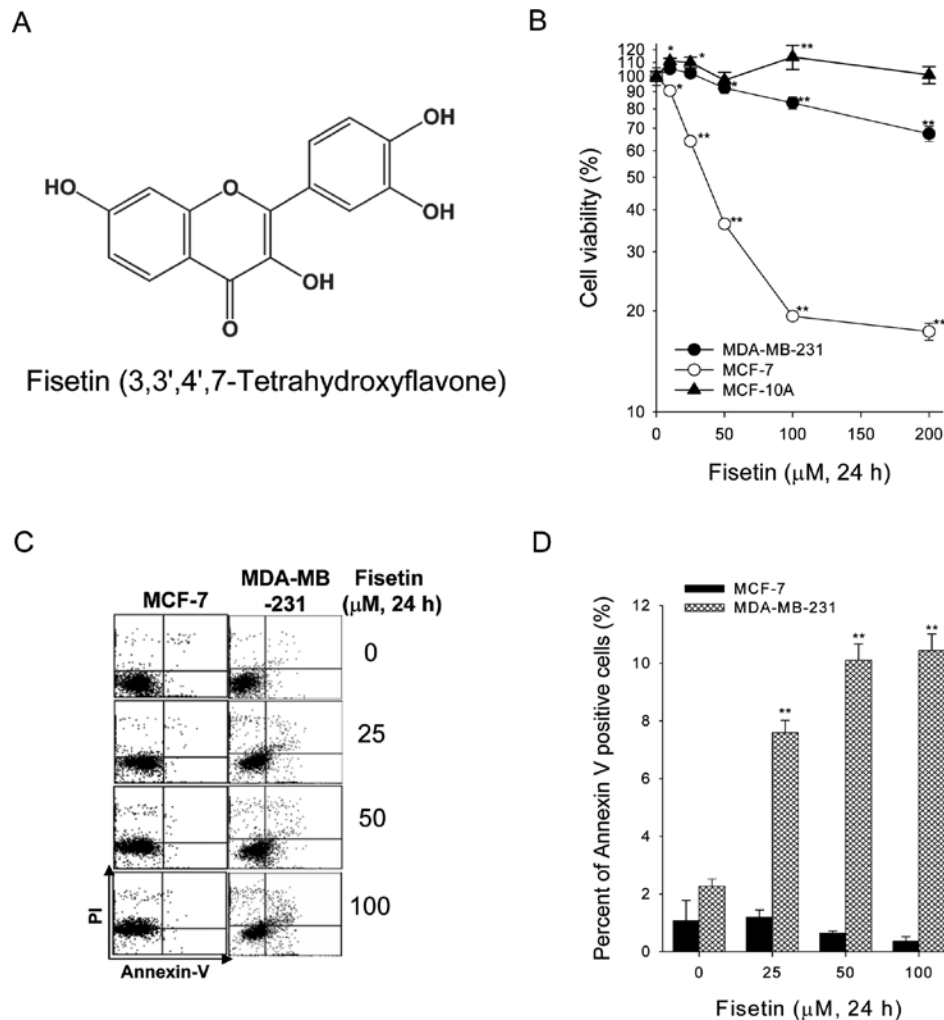 A
OH
HO
O
OH
OH
O
Fisetin (3,3',4',7-Tetrahydroxyflavone)
B
120
110
100
90
80
70
60
50
40
30
20
10
Cell viability (%)
* * ** * ** ** * ** ** ** **
MDA-MB-231
MCF-7
MCF-10A
0 50 100 150 200
Fisetin (μM, 24 h)
C
MCF-7
MDA-MB
-231
Fisetin
(μM, 24 h)
0
25
50
100
PI
Annexin-V
D
MCF-7
MDA-MB-231
Percent of Annexin V positive cells (%)
12
10
8
6
4
2
0
** ** **
0 25 50 100
Fisetin (μM, 24 h)